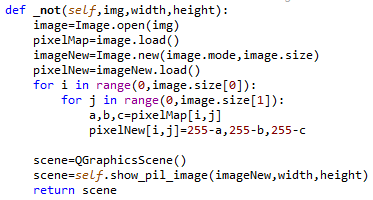 def _not(self,img,width,height):
    image=Image.open(img)
    pixelMap=image.load()
    imageNew=Image.new(image.mode,image.size)
    pixelNew=imageNew.load()
    for i in range(0,image.size[0]):
        for j in range(0,image.size[1]):
            a,b,c=pixelMap[i,j]
            pixelNew[i,j]=255-a,255-b,255-c

    scene=QGraphicsScene()
    scene=self.show_pil_image(imageNew,width,height)
    return scene